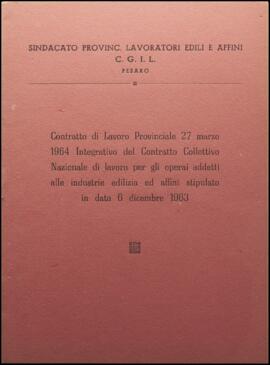 SINDACATO PROVINC. LAVORATORI EDILI E AFFINI
C. G. I. L.
PESARO
Contratto di Lavoro Provinciale 27 marzo
1964 Integrativo del Contratto Collettivo
Nazionale di lavoro per gli operai addetti
alle industrie edilizia ed affini stipulato
in data 6 dicembre 1963